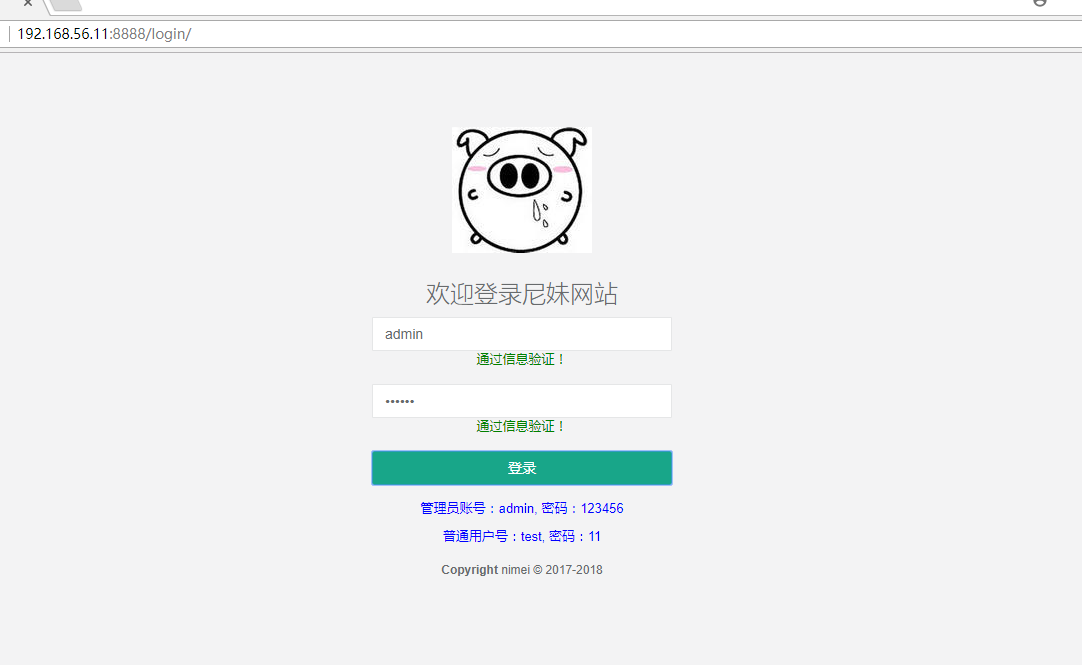 192.168.56.11:8888/login/
欢迎登录尼妹网站
admin
通过信息验证！
••••••
通过信息验证！
登录
管理员账号：admin, 密码：123456
普通用户号：test, 密码：11
Copyright nimei © 2017-2018